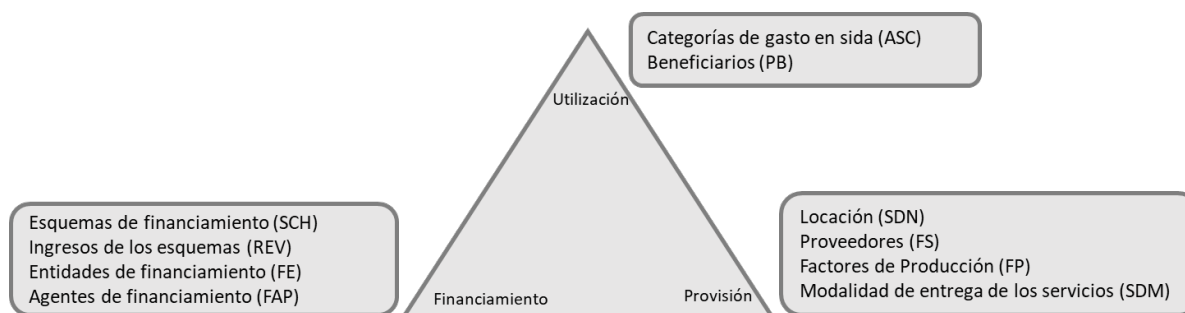 Categorías de gasto en sida (ASC)
Beneficiarios (PB)
Utilización
Esquemas de financiamiento (SCH)
Ingresos de los esquemas (REV)
Entidades de financiamiento (FE)
Agentes de financiamiento (FAP)
Financiamiento
Provisión
Locación (SDN)
Proveedores (FS)
Factores de Producción (FP)
Modalidad de entrega de los servicios (SDM)